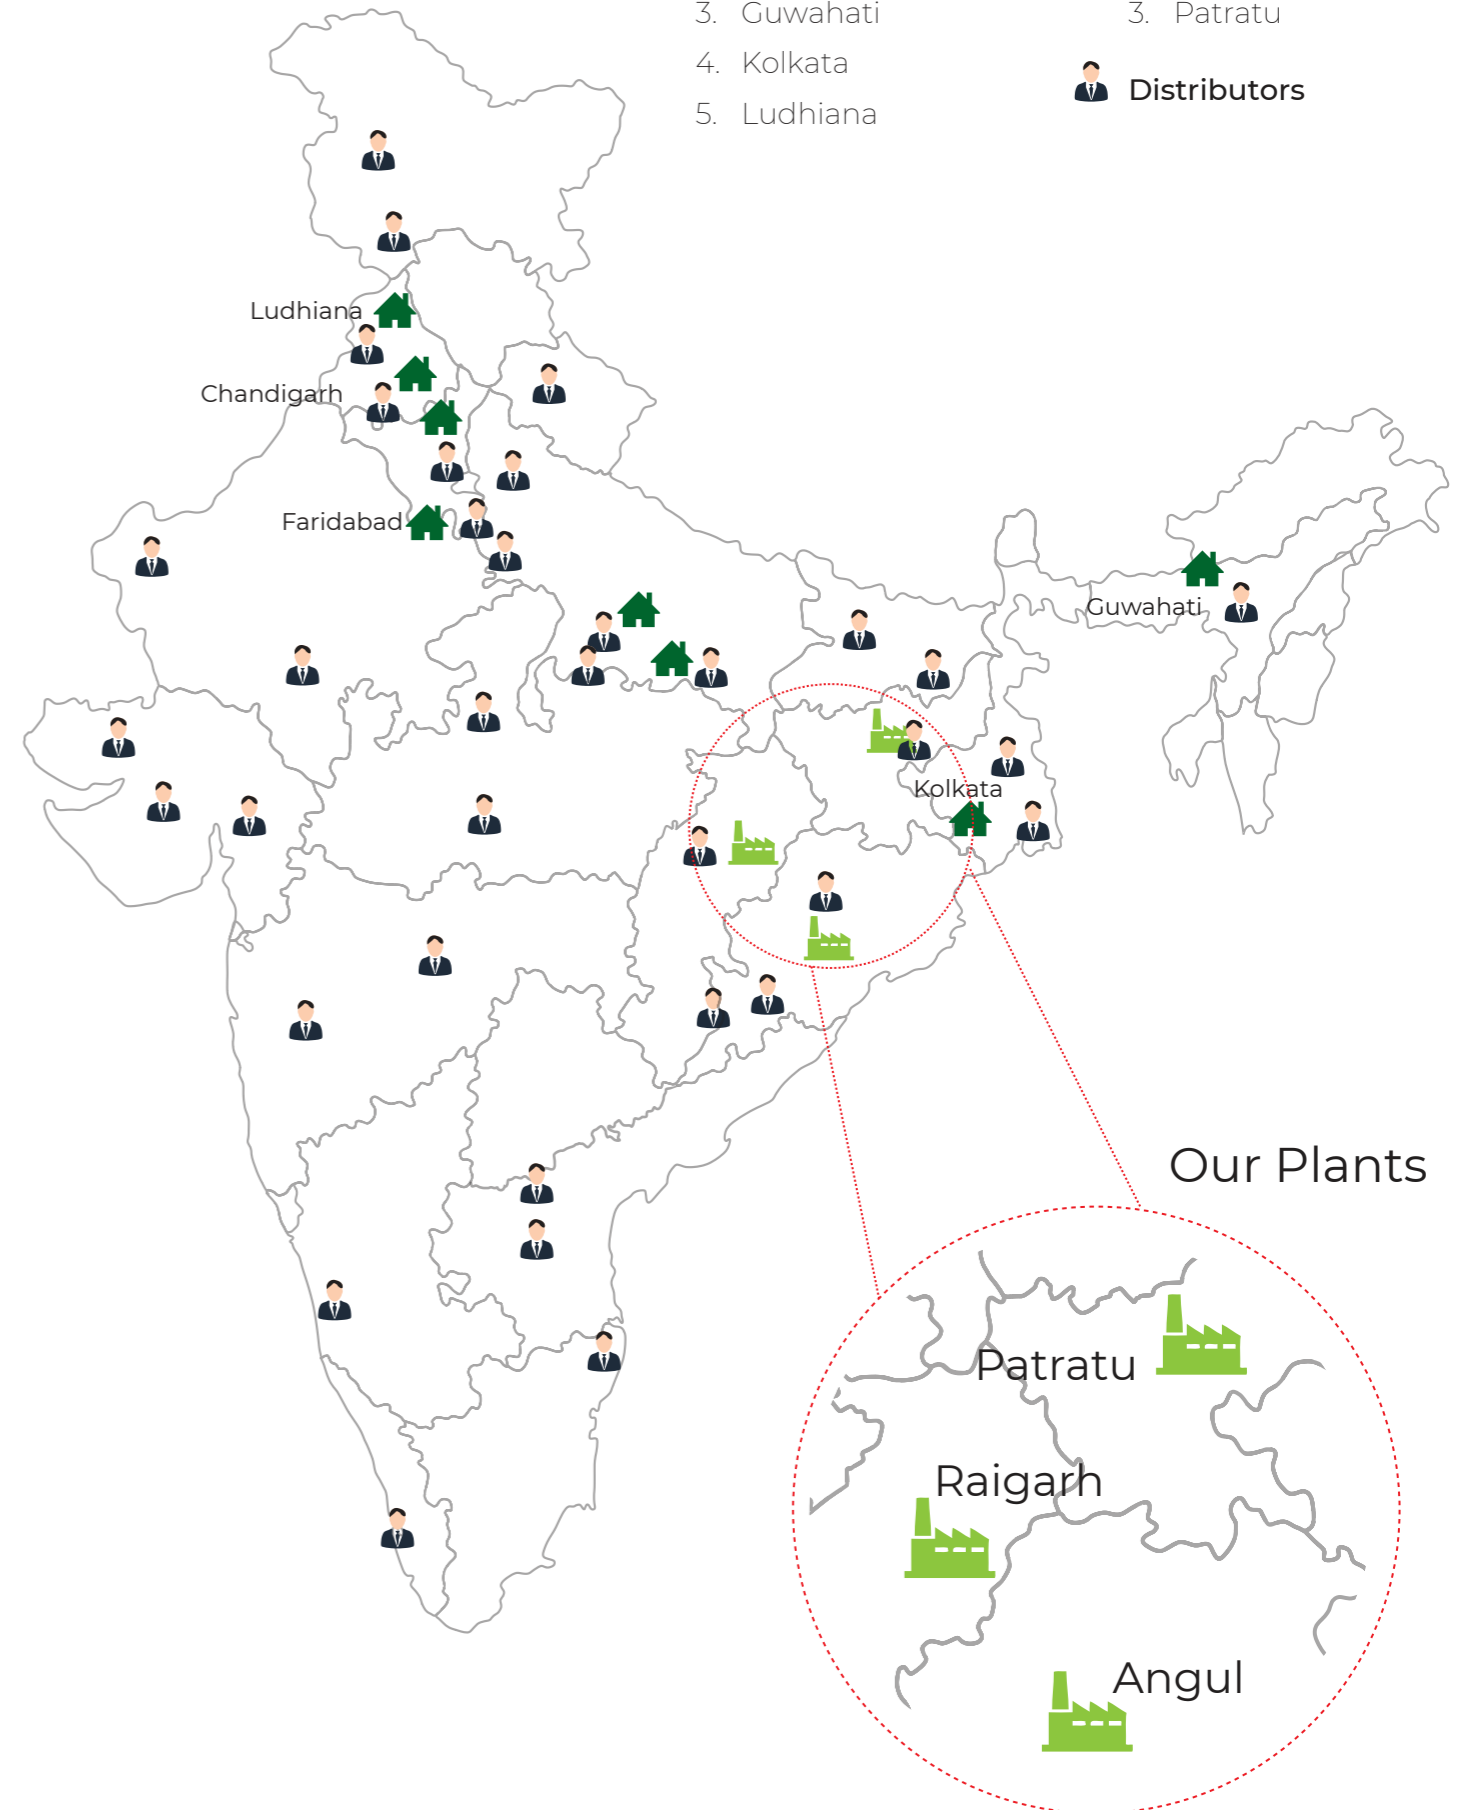 3. Guwahati
4. Kolkata
5. Ludhiana
3. Patratu
Distributors
Ludhiana
Chandigarh
Faridabad
Guwahati
Kolkata
Our Plants
Patratu
Raigarh
Angul